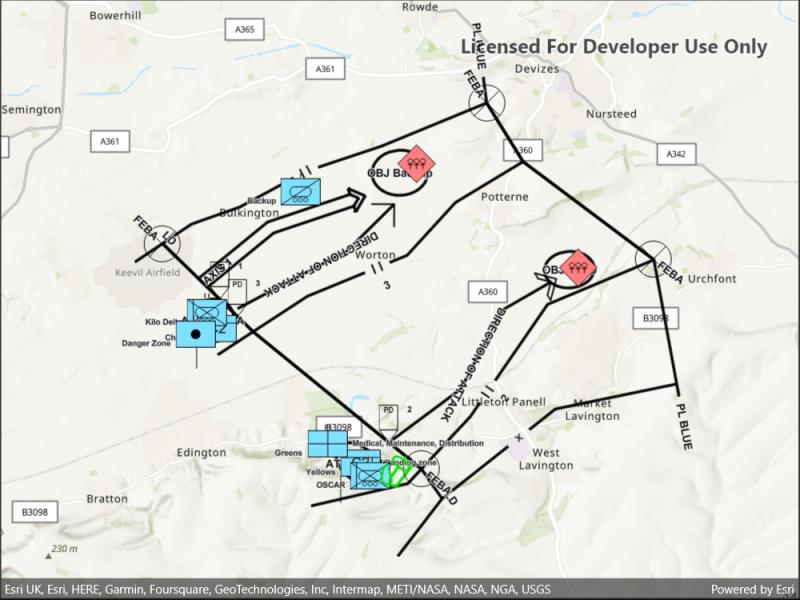 Rowde
Bowerhill
A365
PL BLUE
Licensed For Developer Use Only
A361
Devizes
FEBA
Semington
Nursteed
A361
A360
A342
OBJ
Backup
Potterne
Bulkington
FEBA
LD
Worton
DIRECTION OF ATTACK
AXIS 1
1
Keevil Airfield
FEBA
Urchfont
PD
3
A360
3
B3098
Kilo
Danger Zone
DIRECTION OF ATTACK
2
Littleton Panell
Market
Lavington
PL BLUE
PD
2
B3098
Medical, Maintenance, Distribution
Edington
Greens
West
Lavington
Yellows
landing zone
OSCAR
FEBA
Bratton
B3098
230 m
Esri UK, Esri, HERE, Garmin, Foursquare, GeoTechnologies, Inc, Intermap, METI/NASA, NASA, NGA, USGS
Powered by Esri